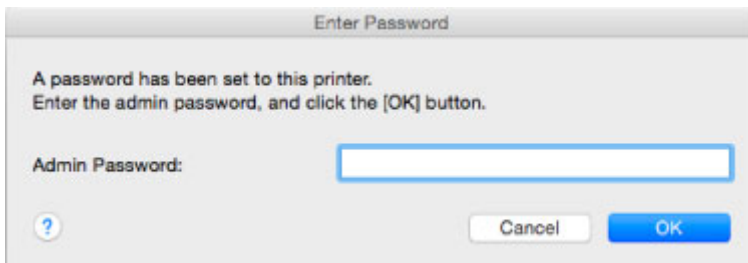 Enter Password
A password has been set to this printer.
Enter the admin password, and click the [OK] button.
Admin Password:
?
Cancel
OK